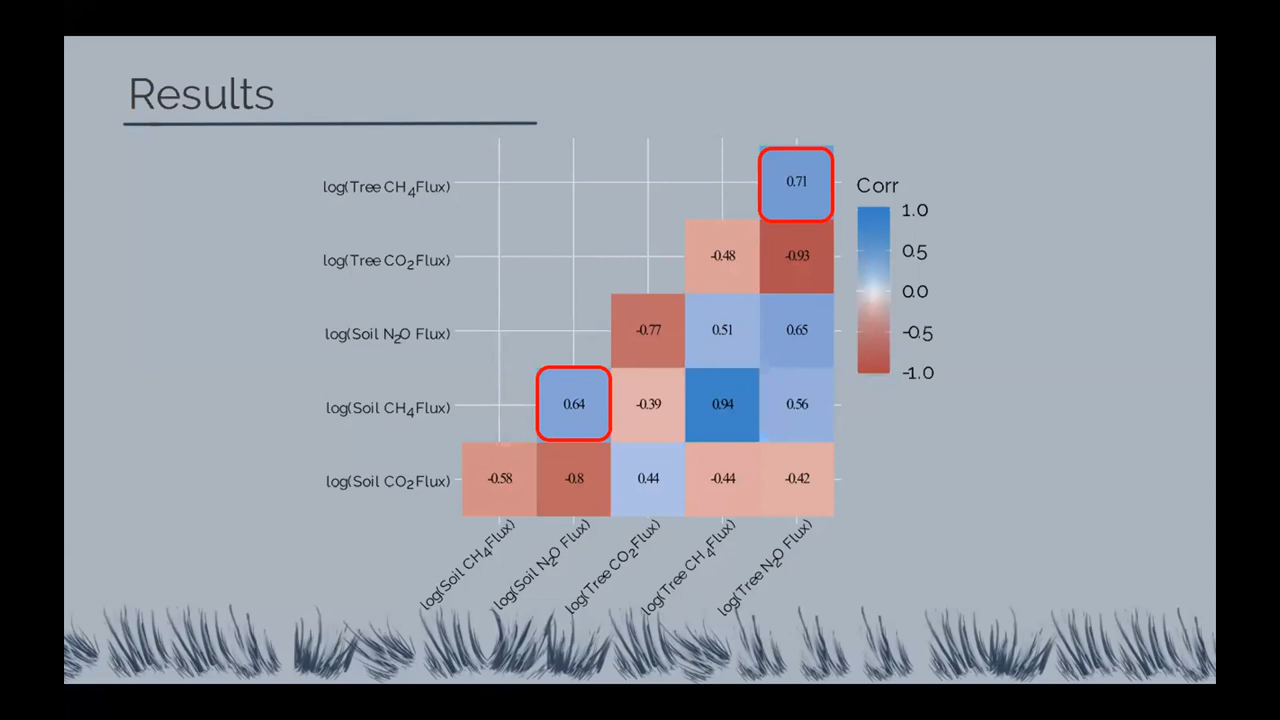 Results
log(Tree CH₄Flux)
0.71
Corr
1.0
0.5
0.0
-0.5
-1.0
log(Tree CO₂Flux)
-0.48
-0.93
log(Soil N₂O Flux)
-0.77
0.51
0.65
log(Soil CH₄Flux)
0.64
-0.39
0.94
0.56
log(Soil CO₂Flux)
-0.58
-0.8
0.44
-0.44
-0.42
log(Soil CH₄Flux)
log(Soil N₂O Flux)
log(Tree CO₂Flux)
log(Tree CH₄Flux)
log(Tree N₂O Flux)